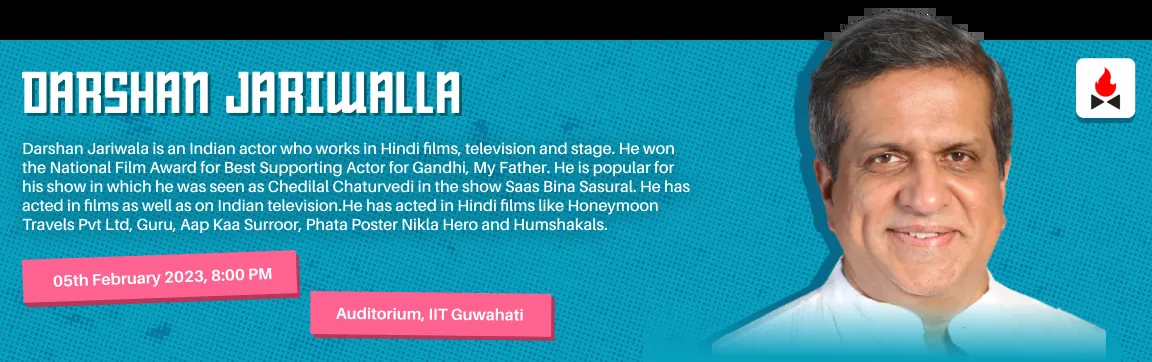 DARSHAN JARIWALLA
Darshan Jariwala is an Indian actor who works in Hindi films, television and stage. He won
the National Film Award for Best Supporting Actor for Gandhi, My Father. He is popular for
his show in which he was seen as Chedilal Chaturvedi in the show Saas Bina Sasural. He has
acted in films as well as on Indian television.He has acted in Hindi films like Honeymoon
Travels Pvt Ltd, Guru, Aap Kaa Surroor, Phata Poster Nikla Hero and Humshakals.
05th February 2023, 8:00 PM
Auditorium, IIT Guwahati